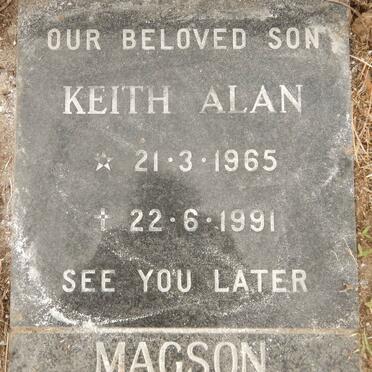 OUR BELOVED SON
KEITH ALAN
☆ 21·3·1965
† 22·6·1991
SEE YOU LATER
MAGSON